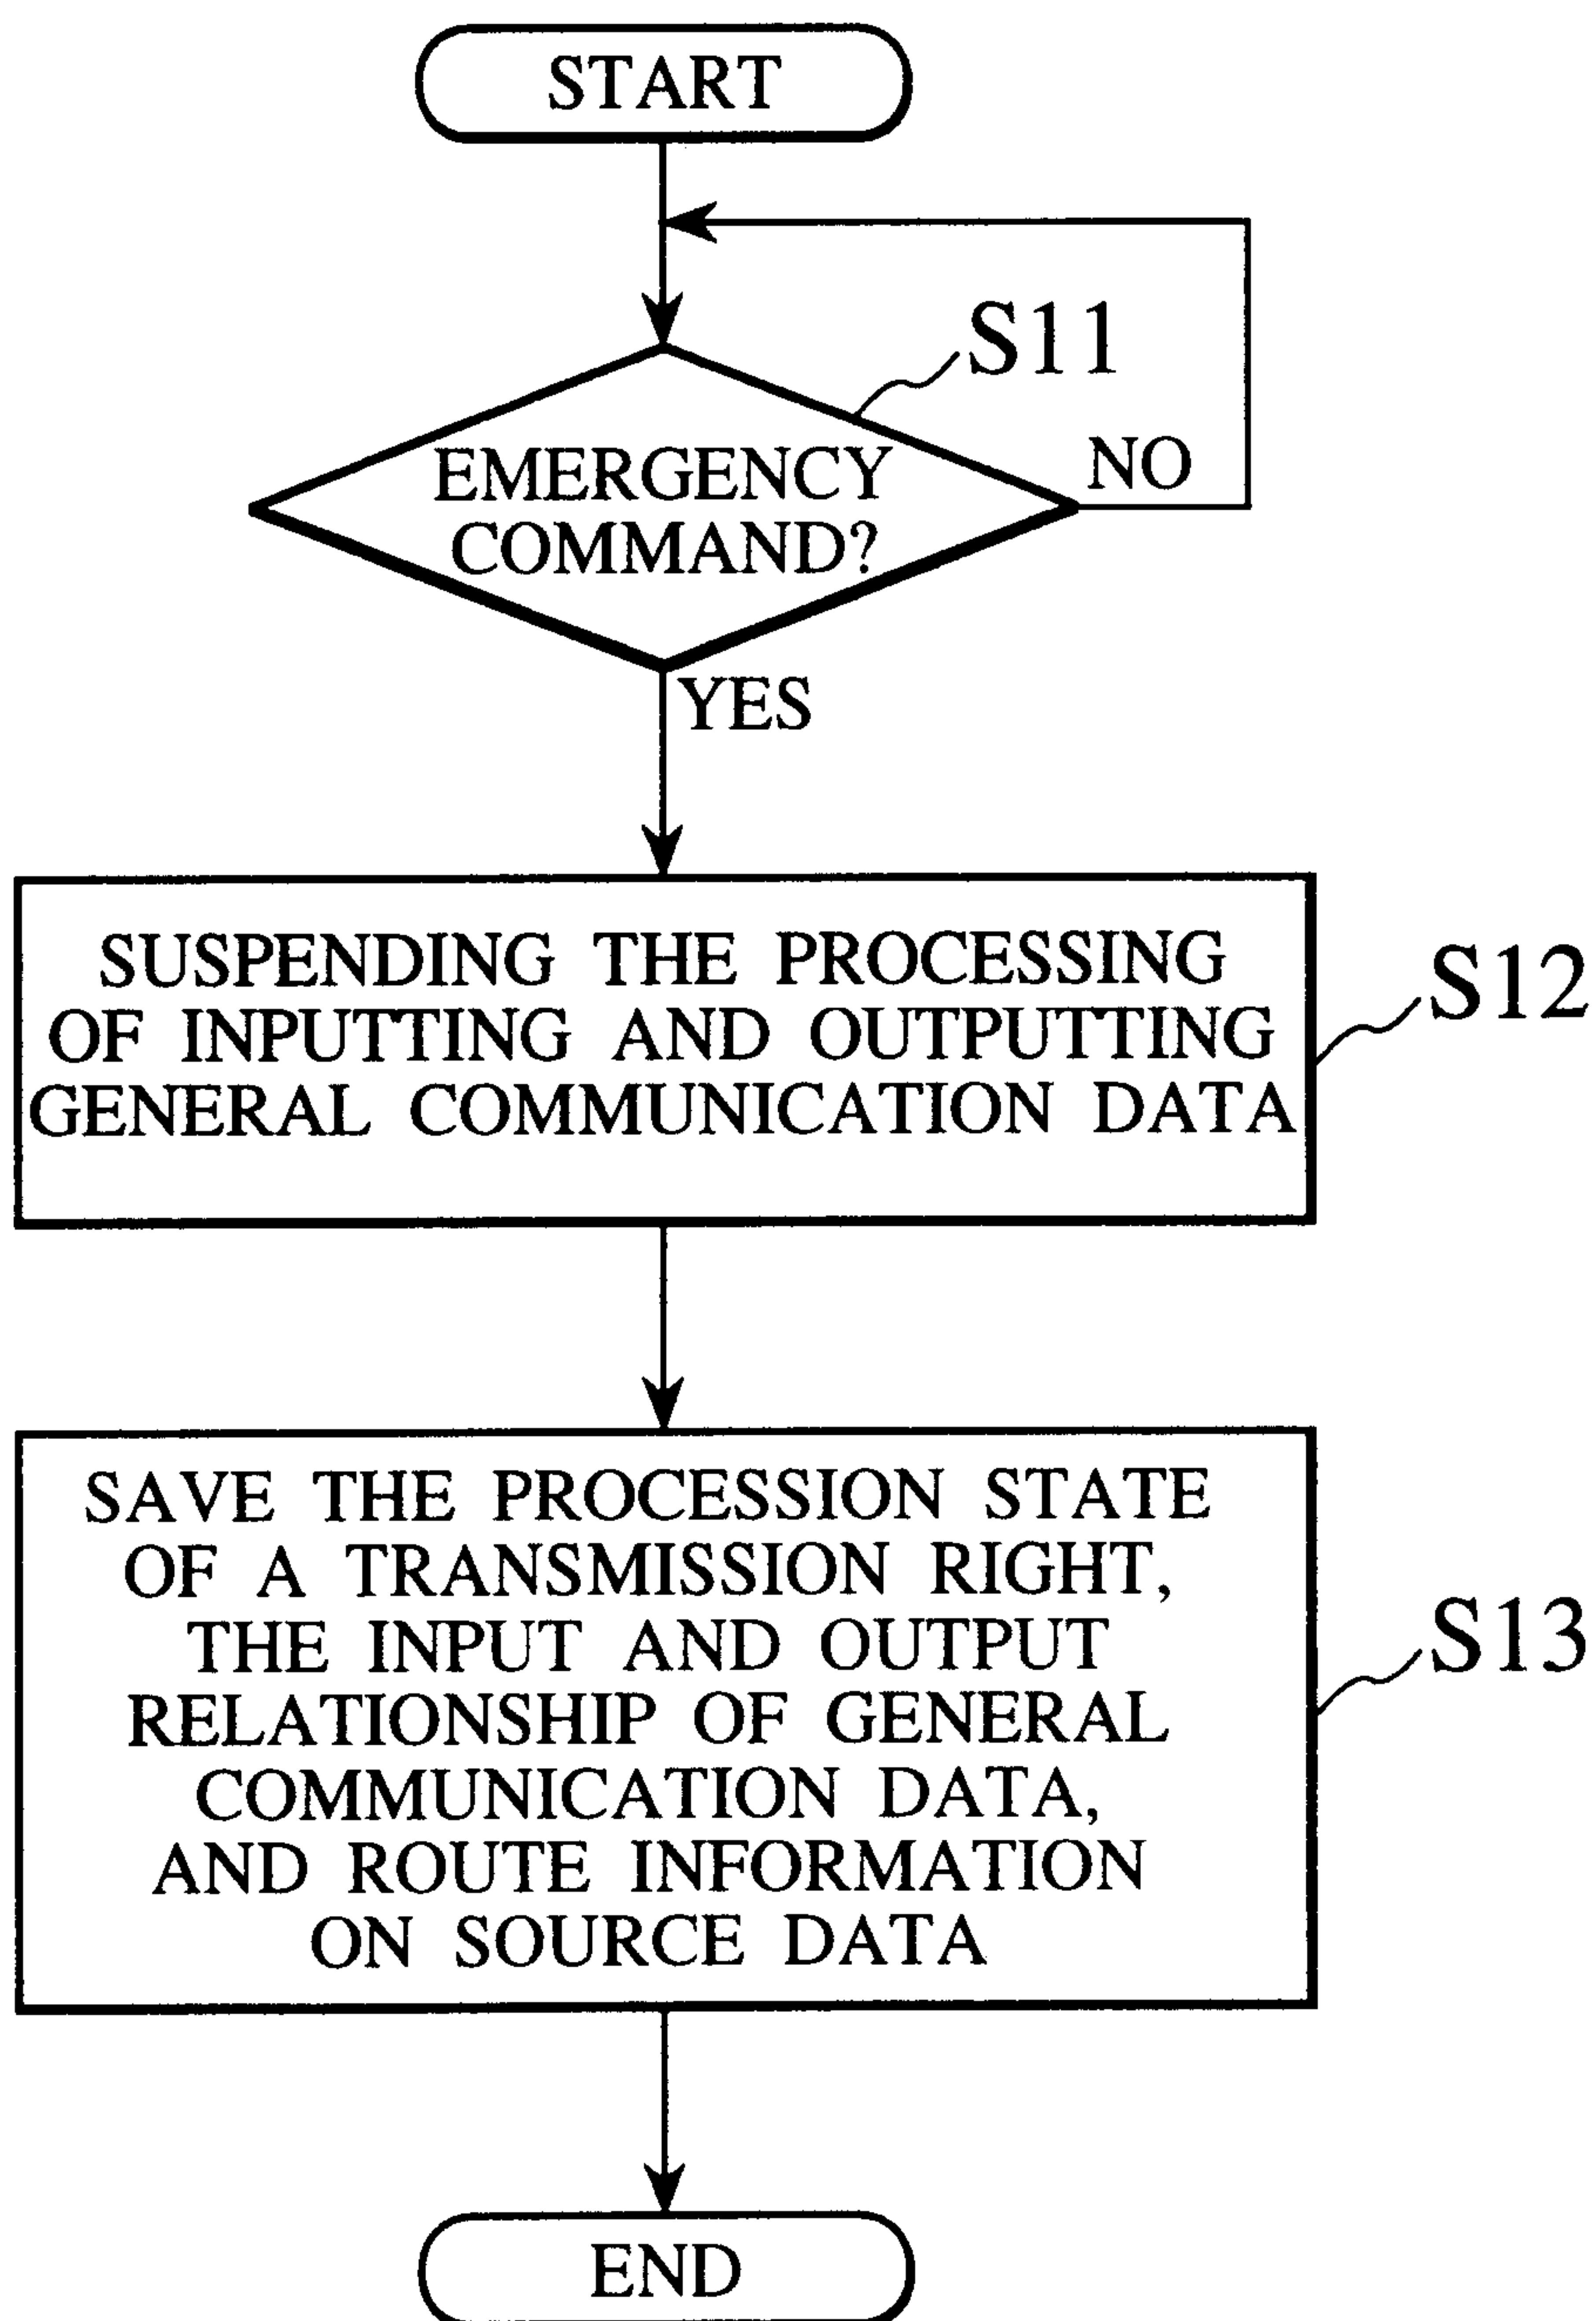 START
S11
EMERGENCY
COMMAND?
NO
YES
SUSPENDING THE PROCESSING
OF INPUTTING AND OUTPUTTING
GENERAL COMMUNICATION DATA
S12
SAVE THE PROCESSION STATE
OF A TRANSMISSION RIGHT,
THE INPUT AND OUTPUT
RELATIONSHIP OF GENERAL
COMMUNICATION DATA,
AND ROUTE INFORMATION
ON SOURCE DATA
S13
END